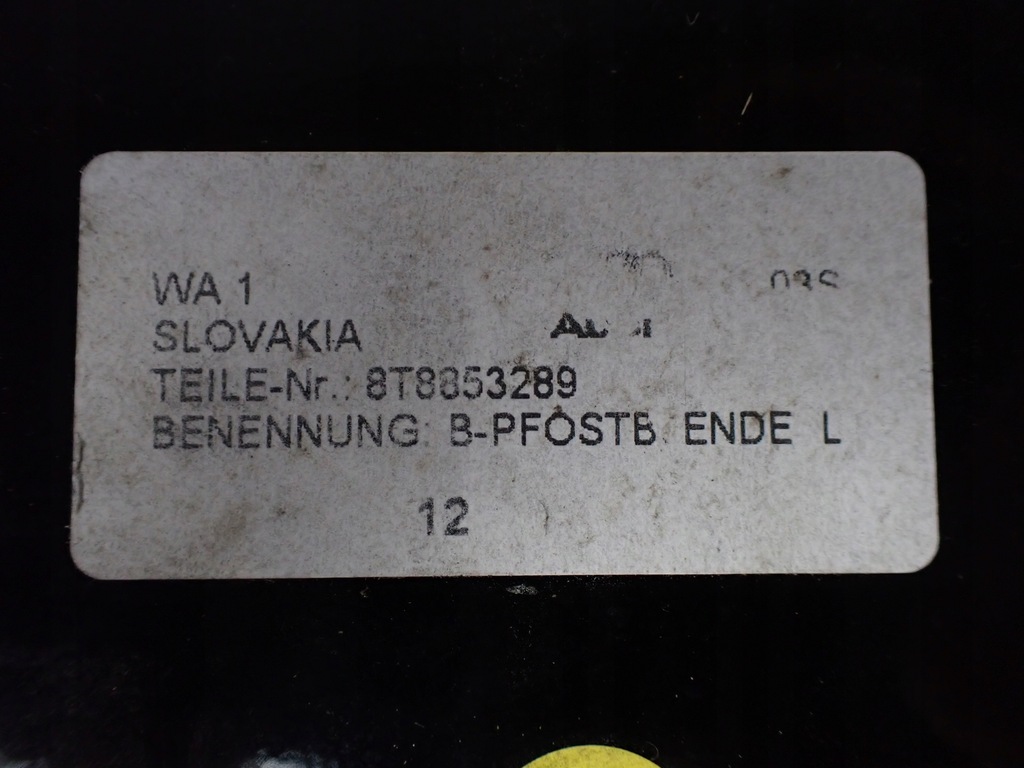 WA 1
SLOVAKIA
TEILE-Nr.: 8T8853289
BENENNUNG: B-PFOSTB. ENDE L
12